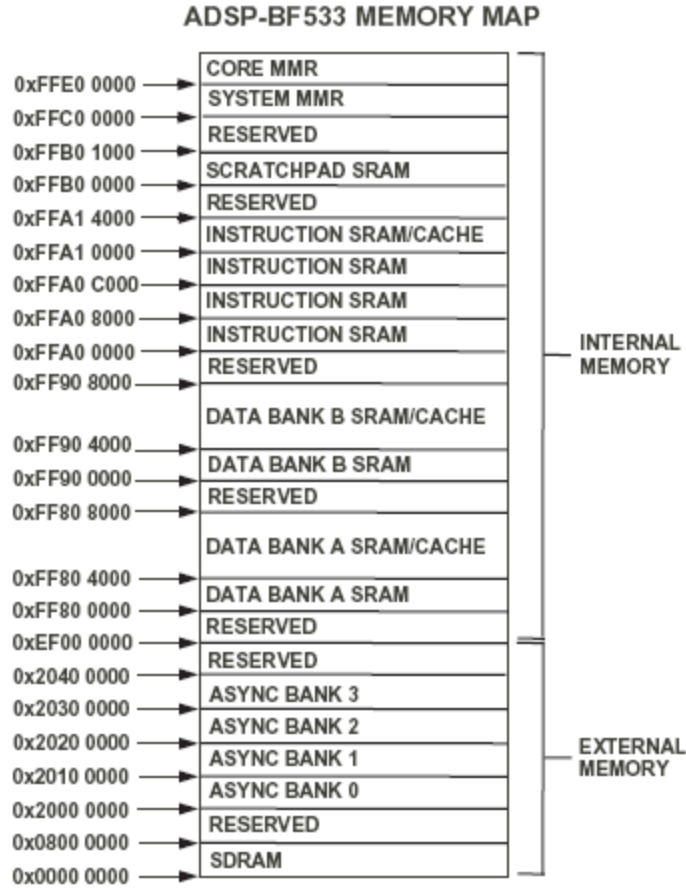 ADSP-BF533 MEMORY MAP
CORE MMR
0xFFE0 0000
SYSTEM MMR
0xFFC0 0000
RESERVED
0xFFB0 1000
SCRATCHPAD SRAM
0xFFB0 0000
RESERVED
0xFFA1 4000
INSTRUCTION SRAM/CACHE
0xFFA1 0000
INSTRUCTION SRAM
0xFFA0 C000
INSTRUCTION SRAM
0xFFA0 8000
INSTRUCTION SRAM
0xFFA0 0000
RESERVED
0xFF90 8000
DATA BANK B SRAM/CACHE
0xFF90 4000
DATA BANK B SRAM
0xFF90 0000
RESERVED
0xFF80 8000
DATA BANK A SRAM/CACHE
0xFF80 4000
DATA BANK A SRAM
0xFF80 0000
RESERVED
0xEF00 0000
RESERVED
0x2040 0000
ASYNC BANK 3
0x2030 0000
ASYNC BANK 2
0x2020 0000
ASYNC BANK 1
0x2010 0000
ASYNC BANK 0
0x2000 0000
RESERVED
0x0800 0000
SDRAM
0x0000 0000
INTERNAL
MEMORY
EXTERNAL
MEMORY